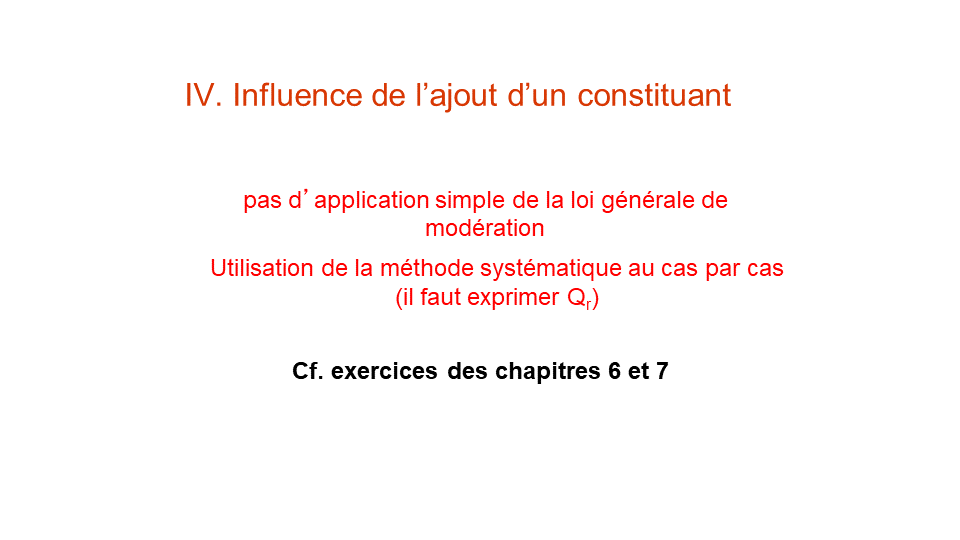 IV. Influence de l’ajout d’un constituant
pas d’application simple de la loi générale de
modération
Utilisation de la méthode systématique au cas par cas
(il faut exprimer Qr)
Cf. exercices des chapitres 6 et 7